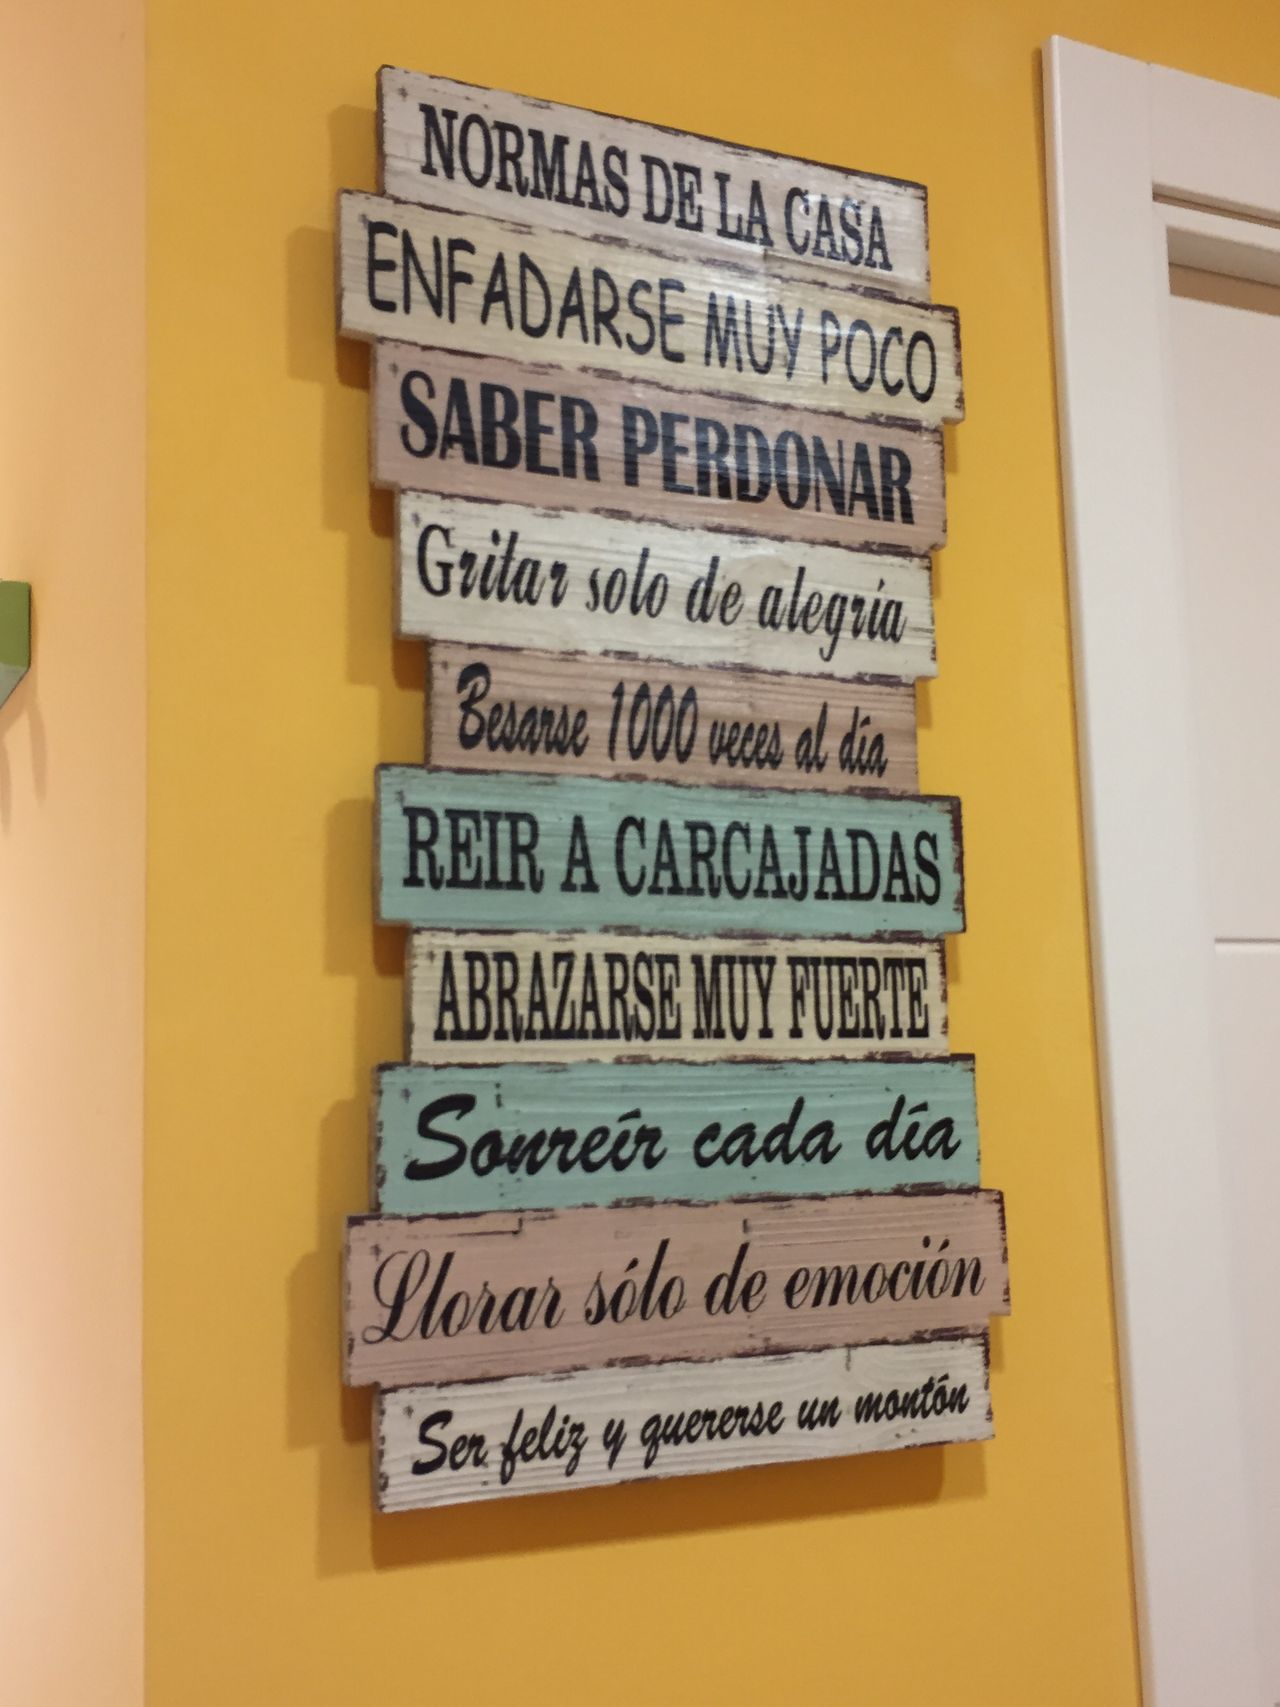 NORMAS DE LA CASA
ENFADARSE MUY POCO
SABER PERDONAR
Gritar solo de alegría
Besarse 1000 veces al día
REIR A CARCAJADAS
ABRAZARSE MUY FUERTE
Sonreír cada día
Llorar sólo de emoción
Ser feliz y quererse un montón